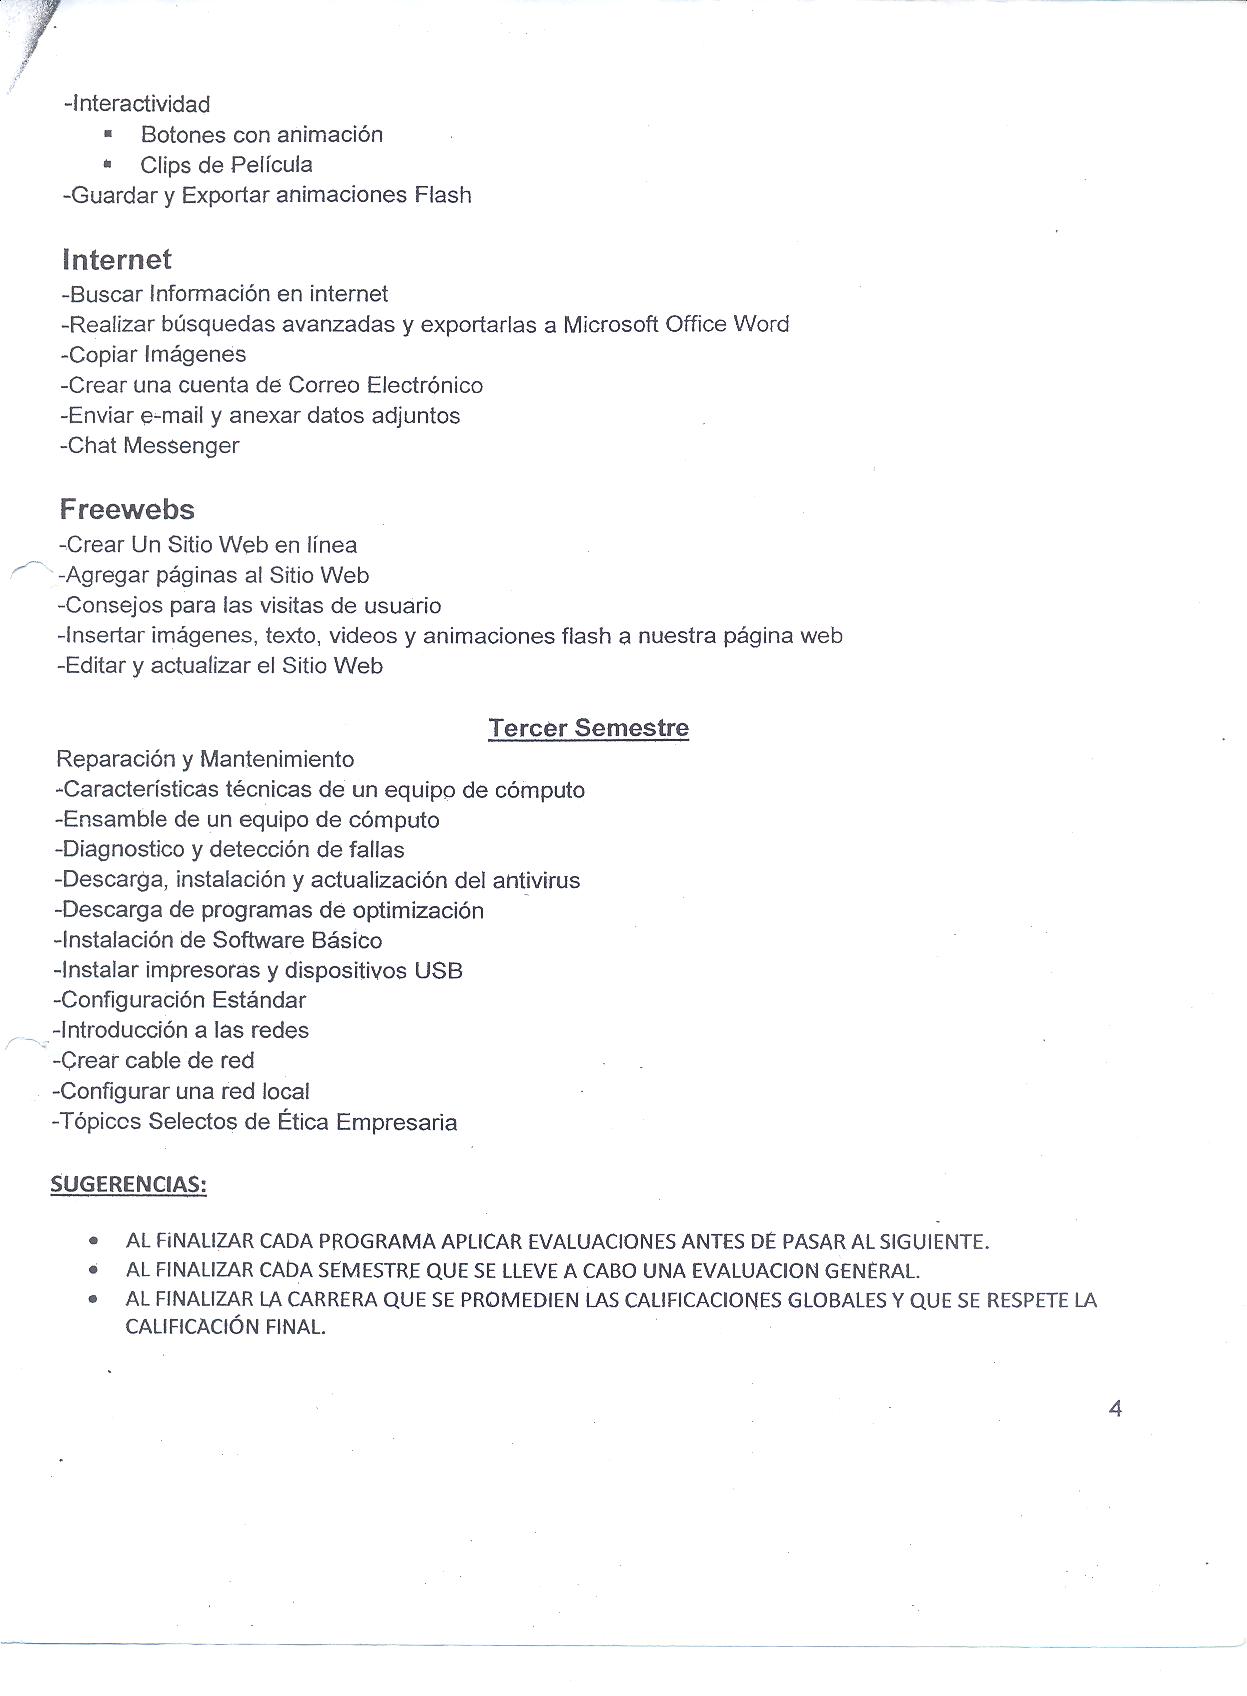 -Interactividad
▪ Botones con animación
▪ Clips de Película
-Guardar y Exportar animaciones Flash
Internet
-Buscar Información en internet
-Realizar búsquedas avanzadas y exportarlas a Microsoft Office Word
-Copiar Imágenes
-Crear una cuenta de Correo Electrónico
-Enviar e-mail y anexar datos adjuntos
-Chat Messenger
Freewebs
-Crear Un Sitio Web en línea
-Agregar páginas al Sitio Web
-Consejos para las visitas de usuario
-Insertar imágenes, texto, videos y animaciones flash a nuestra página web
-Editar y actualizar el Sitio Web
Tercer Semestre
Reparación y Mantenimiento
-Características técnicas de un equipo de cómputo
-Ensamble de un equipo de cómputo
-Diagnostico y detección de fallas
-Descarga, instalación y actualización del antivirus
-Descarga de programas de optimización
-Instalación de Software Básico
-Instalar impresoras y dispositivos USB
-Configuración Estándar
-Introducción a las redes
-Crear cable de red
-Configurar una red local
-Tópicos Selectos de Ética Empresaria
SUGERENCIAS:
• AL FINALIZAR CADA PROGRAMA APLICAR EVALUACIONES ANTES DE PASAR AL SIGUIENTE.
• AL FINALIZAR CADA SEMESTRE QUE SE LLEVE A CABO UNA EVALUACION GENERAL.
• AL FINALIZAR LA CARRERA QUE SE PROMEDIEN LAS CALIFICACIONES GLOBALES Y QUE SE RESPETE LA
CALIFICACIÓN FINAL.
4